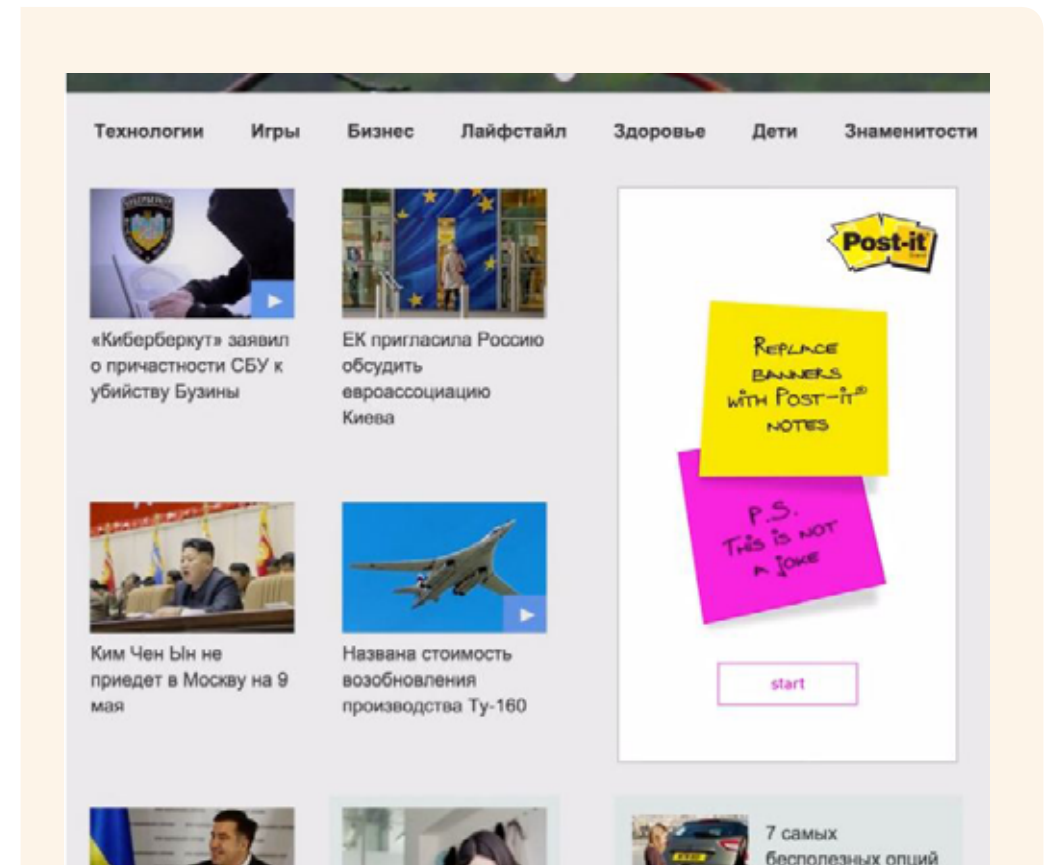 Технологии Игры Бизнес Лайфстайл Здоровье Дети Знаменитости
«Киберберкут» заявил
о причастности СБУ к
убийству Бузины
ЕК пригласила Россию
обсудить
евроассоциацию
Киева
Post-it
REPLACE
BANNERS
WITH POST-IT®
NOTES
P.S.
THIS IS NOT
A JOKE
start
Ким Чен Ын не
приедет в Москву на 9
мая
Названа стоимость
возобновления
производства Ту-160
7 самых
бесполезных опций